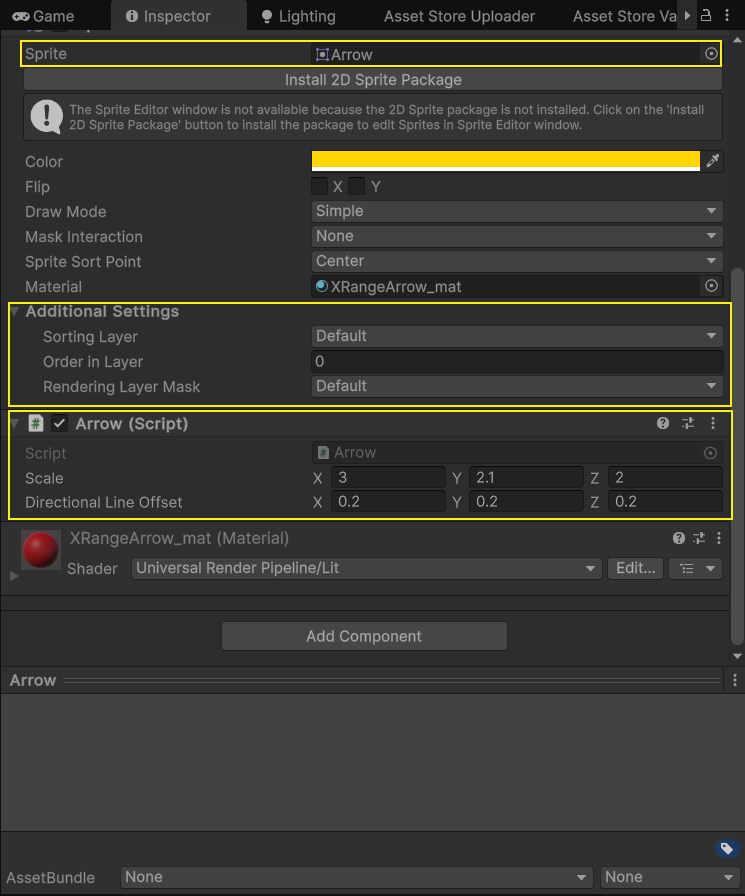 Game
Inspector
Lighting
Asset Store Uploader
Asset Store Va
Sprite
Arrow
Install 2D Sprite Package
The Sprite Editor window is not available because the 2D Sprite package is not installed. Click on the 'Install
2D Sprite Package' button to install the package to edit Sprites in Sprite Editor window.
Color
Flip X Y
Draw Mode Simple
Mask Interaction None
Sprite Sort Point Center
Material XRangeArrow_mat
Additional Settings
Sorting Layer Default
Order in Layer 0
Rendering Layer Mask Default
# Arrow (Script)
Script # Arrow
Scale X 3 Y 2.1 Z 2
Directional Line Offset X 0.2 Y 0.2 Z 0.2
XRangeArrow_mat (Material)
Shader Universal Render Pipeline/Lit Edit...
Add Component
Arrow
AssetBundle None None